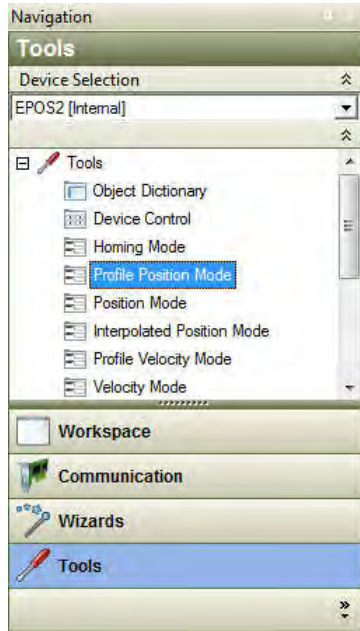 Navigation
Tools
Device Selection
EPOS2 [Internal]
Tools
Object Dictionary
Device Control
Homing Mode
Profile Position Mode
Position Mode
Interpolated Position Mode
Profile Velocity Mode
Velocity Mode
Workspace
Communication
Wizards
Tools